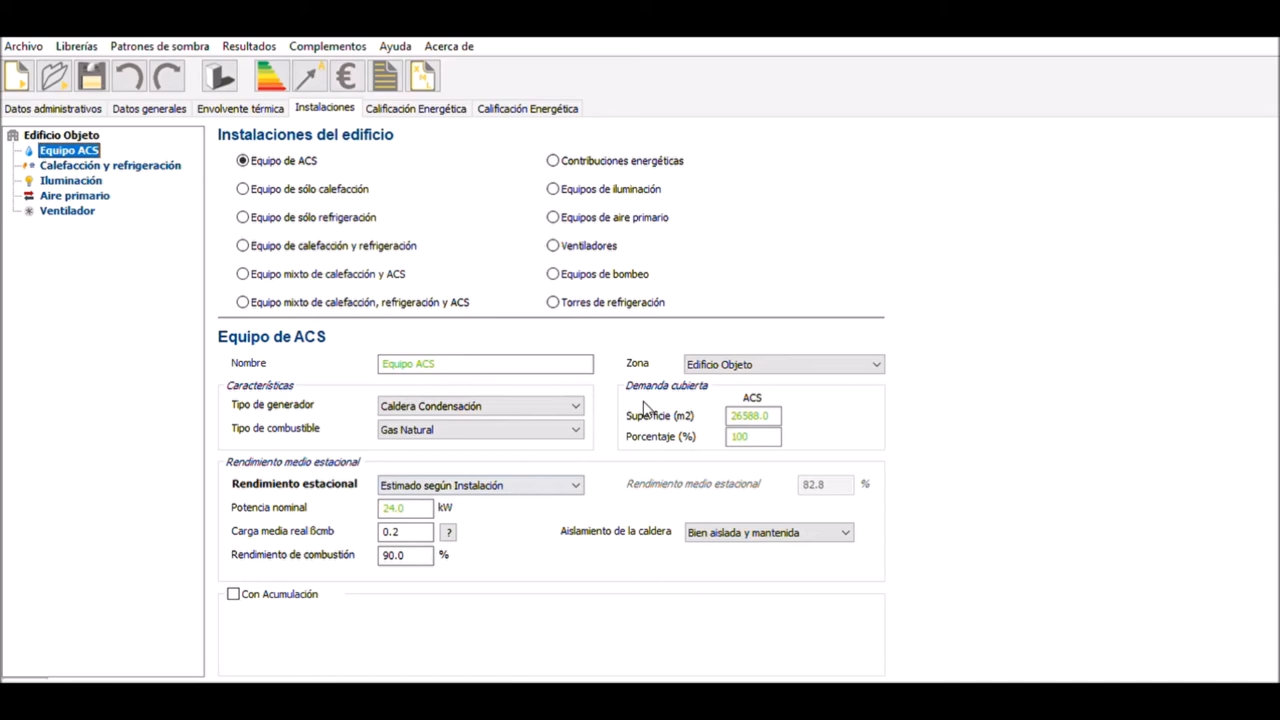 Archivo Librerías Patrones de sombra Resultados Complementos Ayuda Acerca de
€ X M L
Datos administrativos Datos generales Envolvente térmica Instalaciones Calificación Energética Calificación Energética
Edificio Objeto
Equipo ACS
Calefacción y refrigeración
Iluminación
Aire primario
Ventilador
Instalaciones del edificio
Equipo de ACS Contribuciones energéticas
Equipo de sólo calefacción Equipos de iluminación
Equipo de sólo refrigeración Equipos de aire primario
Equipo de calefacción y refrigeración Ventiladores
Equipo mixto de calefacción y ACS Equipos de bombeo
Equipo mixto de calefacción, refrigeración y ACS Torres de refrigeración
Equipo de ACS
Nombre Equipo ACS Zona Edificio Objeto
Características Demanda cubierta
ACS
Tipo de generador Caldera Condensación Superficie (m2) 26588.0
Tipo de combustible Gas Natural Porcentaje (%) 100
Rendimiento medio estacional
Rendimiento estacional Estimado según Instalación Rendimiento medio estacional 82.8 %
Potencia nominal 24.0 kW
Carga media real ßcmb 0.2 ? Aislamiento de la caldera Bien aislada y mantenida
Rendimiento de combustión 90.0 %
Con Acumulación